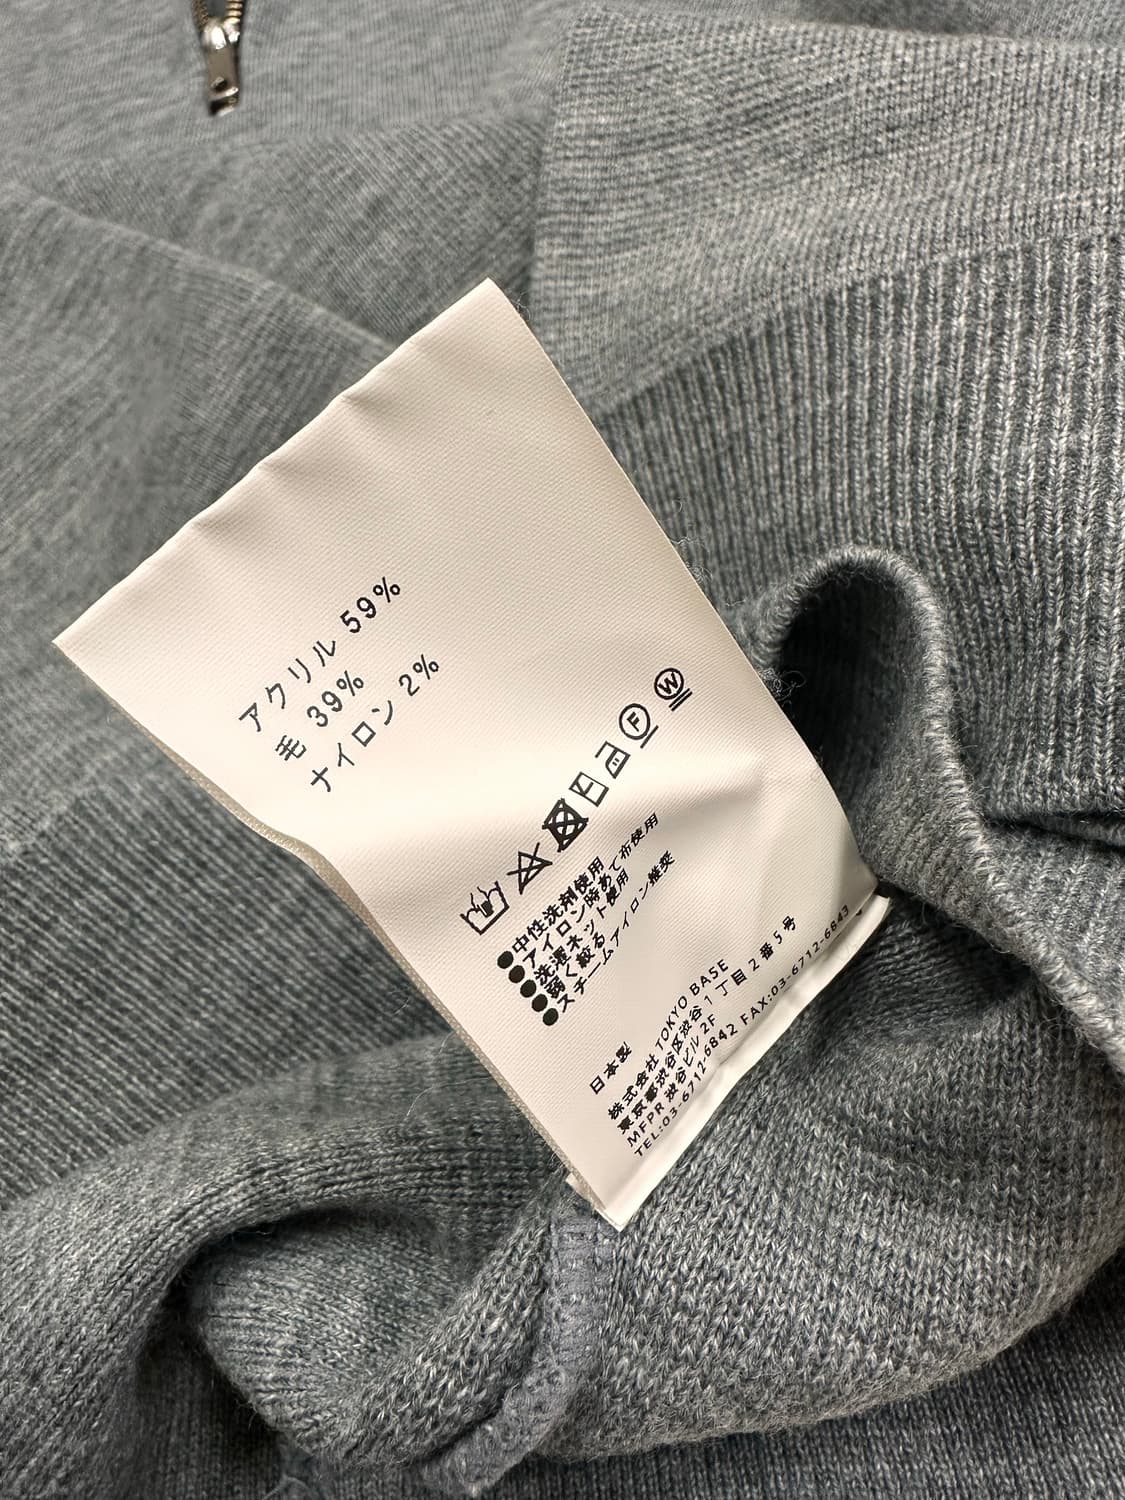 アクリル 59%
毛 39%
ナイロン 2%
F
W
●中性洗剤使用
●アイロン時あて布使用
●洗濯ネット使用
●弱く絞る
●スチームアイロン推奨
日本製
株式会社 TOKYO BASE
東京都渋谷区渋谷1丁目2番5号
MFPR 渋谷ビル 2F
TEL:03-6712-6842 FAX:03-6712-6843